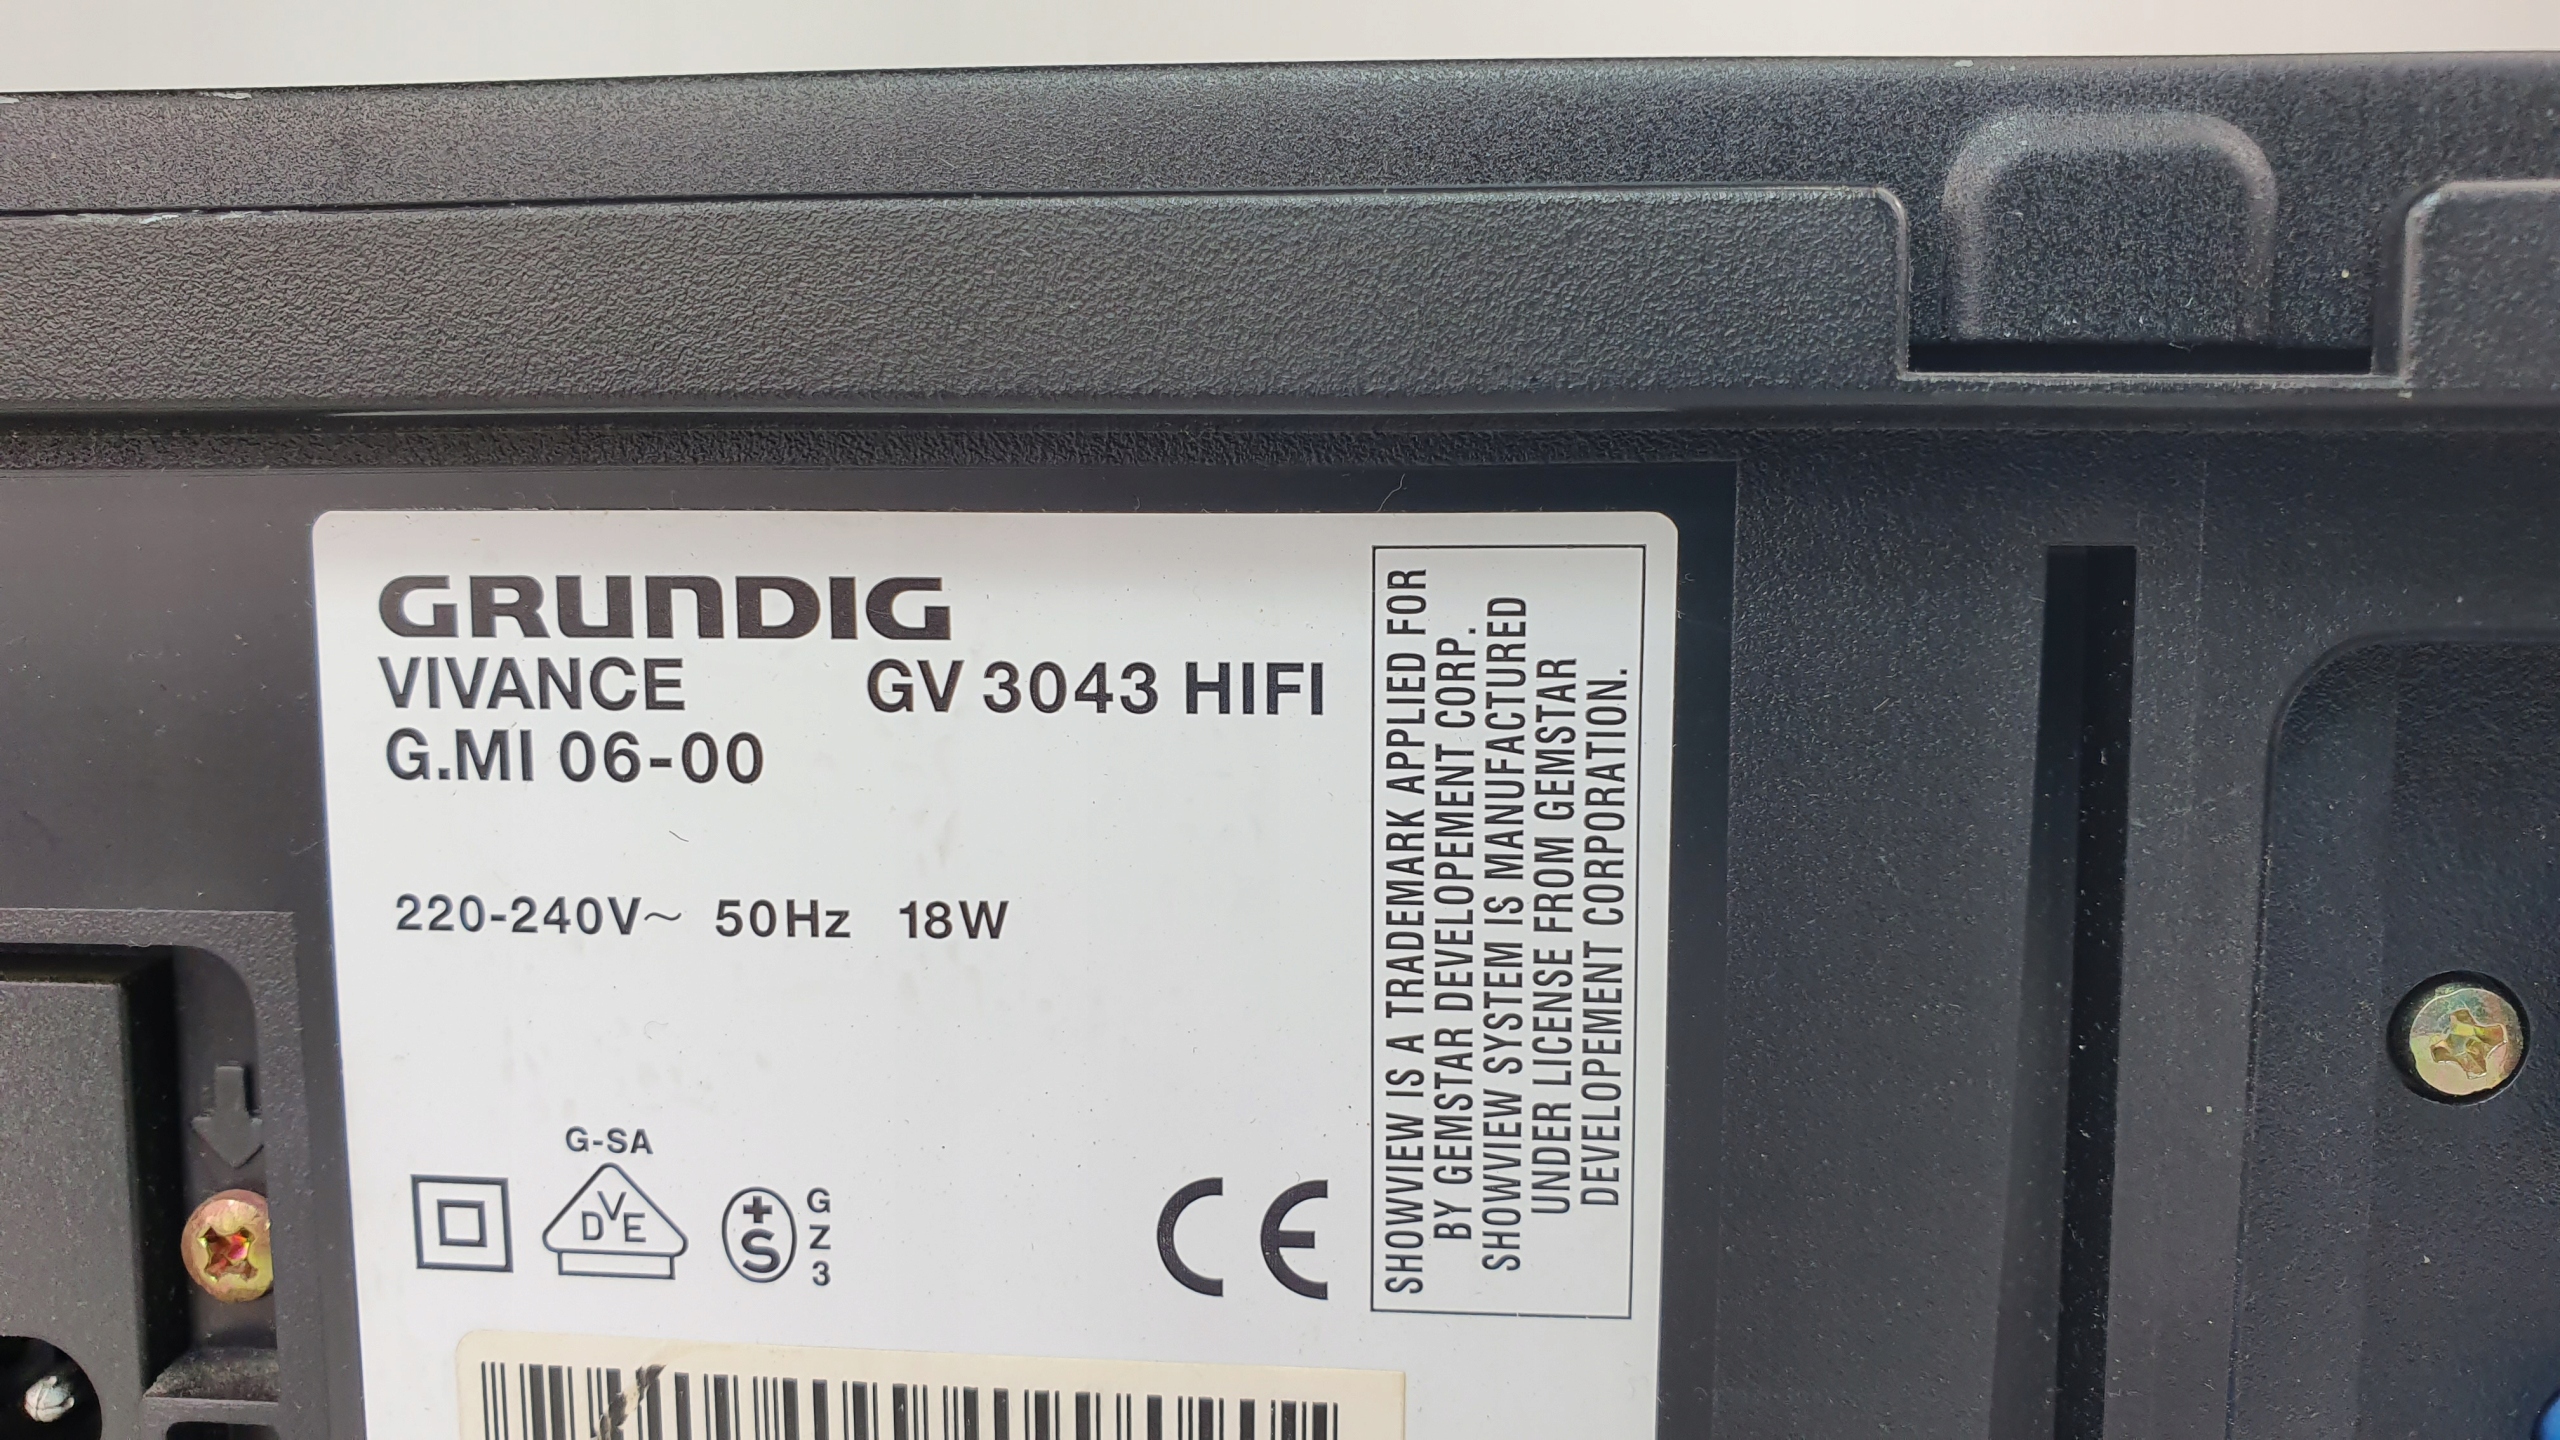 GRUNDIG
VIVANCE GV 3043 HIFI
G.MI 06-00
220-240V~ 50Hz 18W
G-SA
DVE
+S
G
Z
3
CE
SHOWVIEW IS A TRADEMARK APPLIED FOR
BY GEMSTAR DEVELOPEMENT CORP.
SHOWVIEW SYSTEM IS MANUFACTURED
UNDER LICENSE FROM GEMSTAR
DEVELOPEMENT CORPORATION.